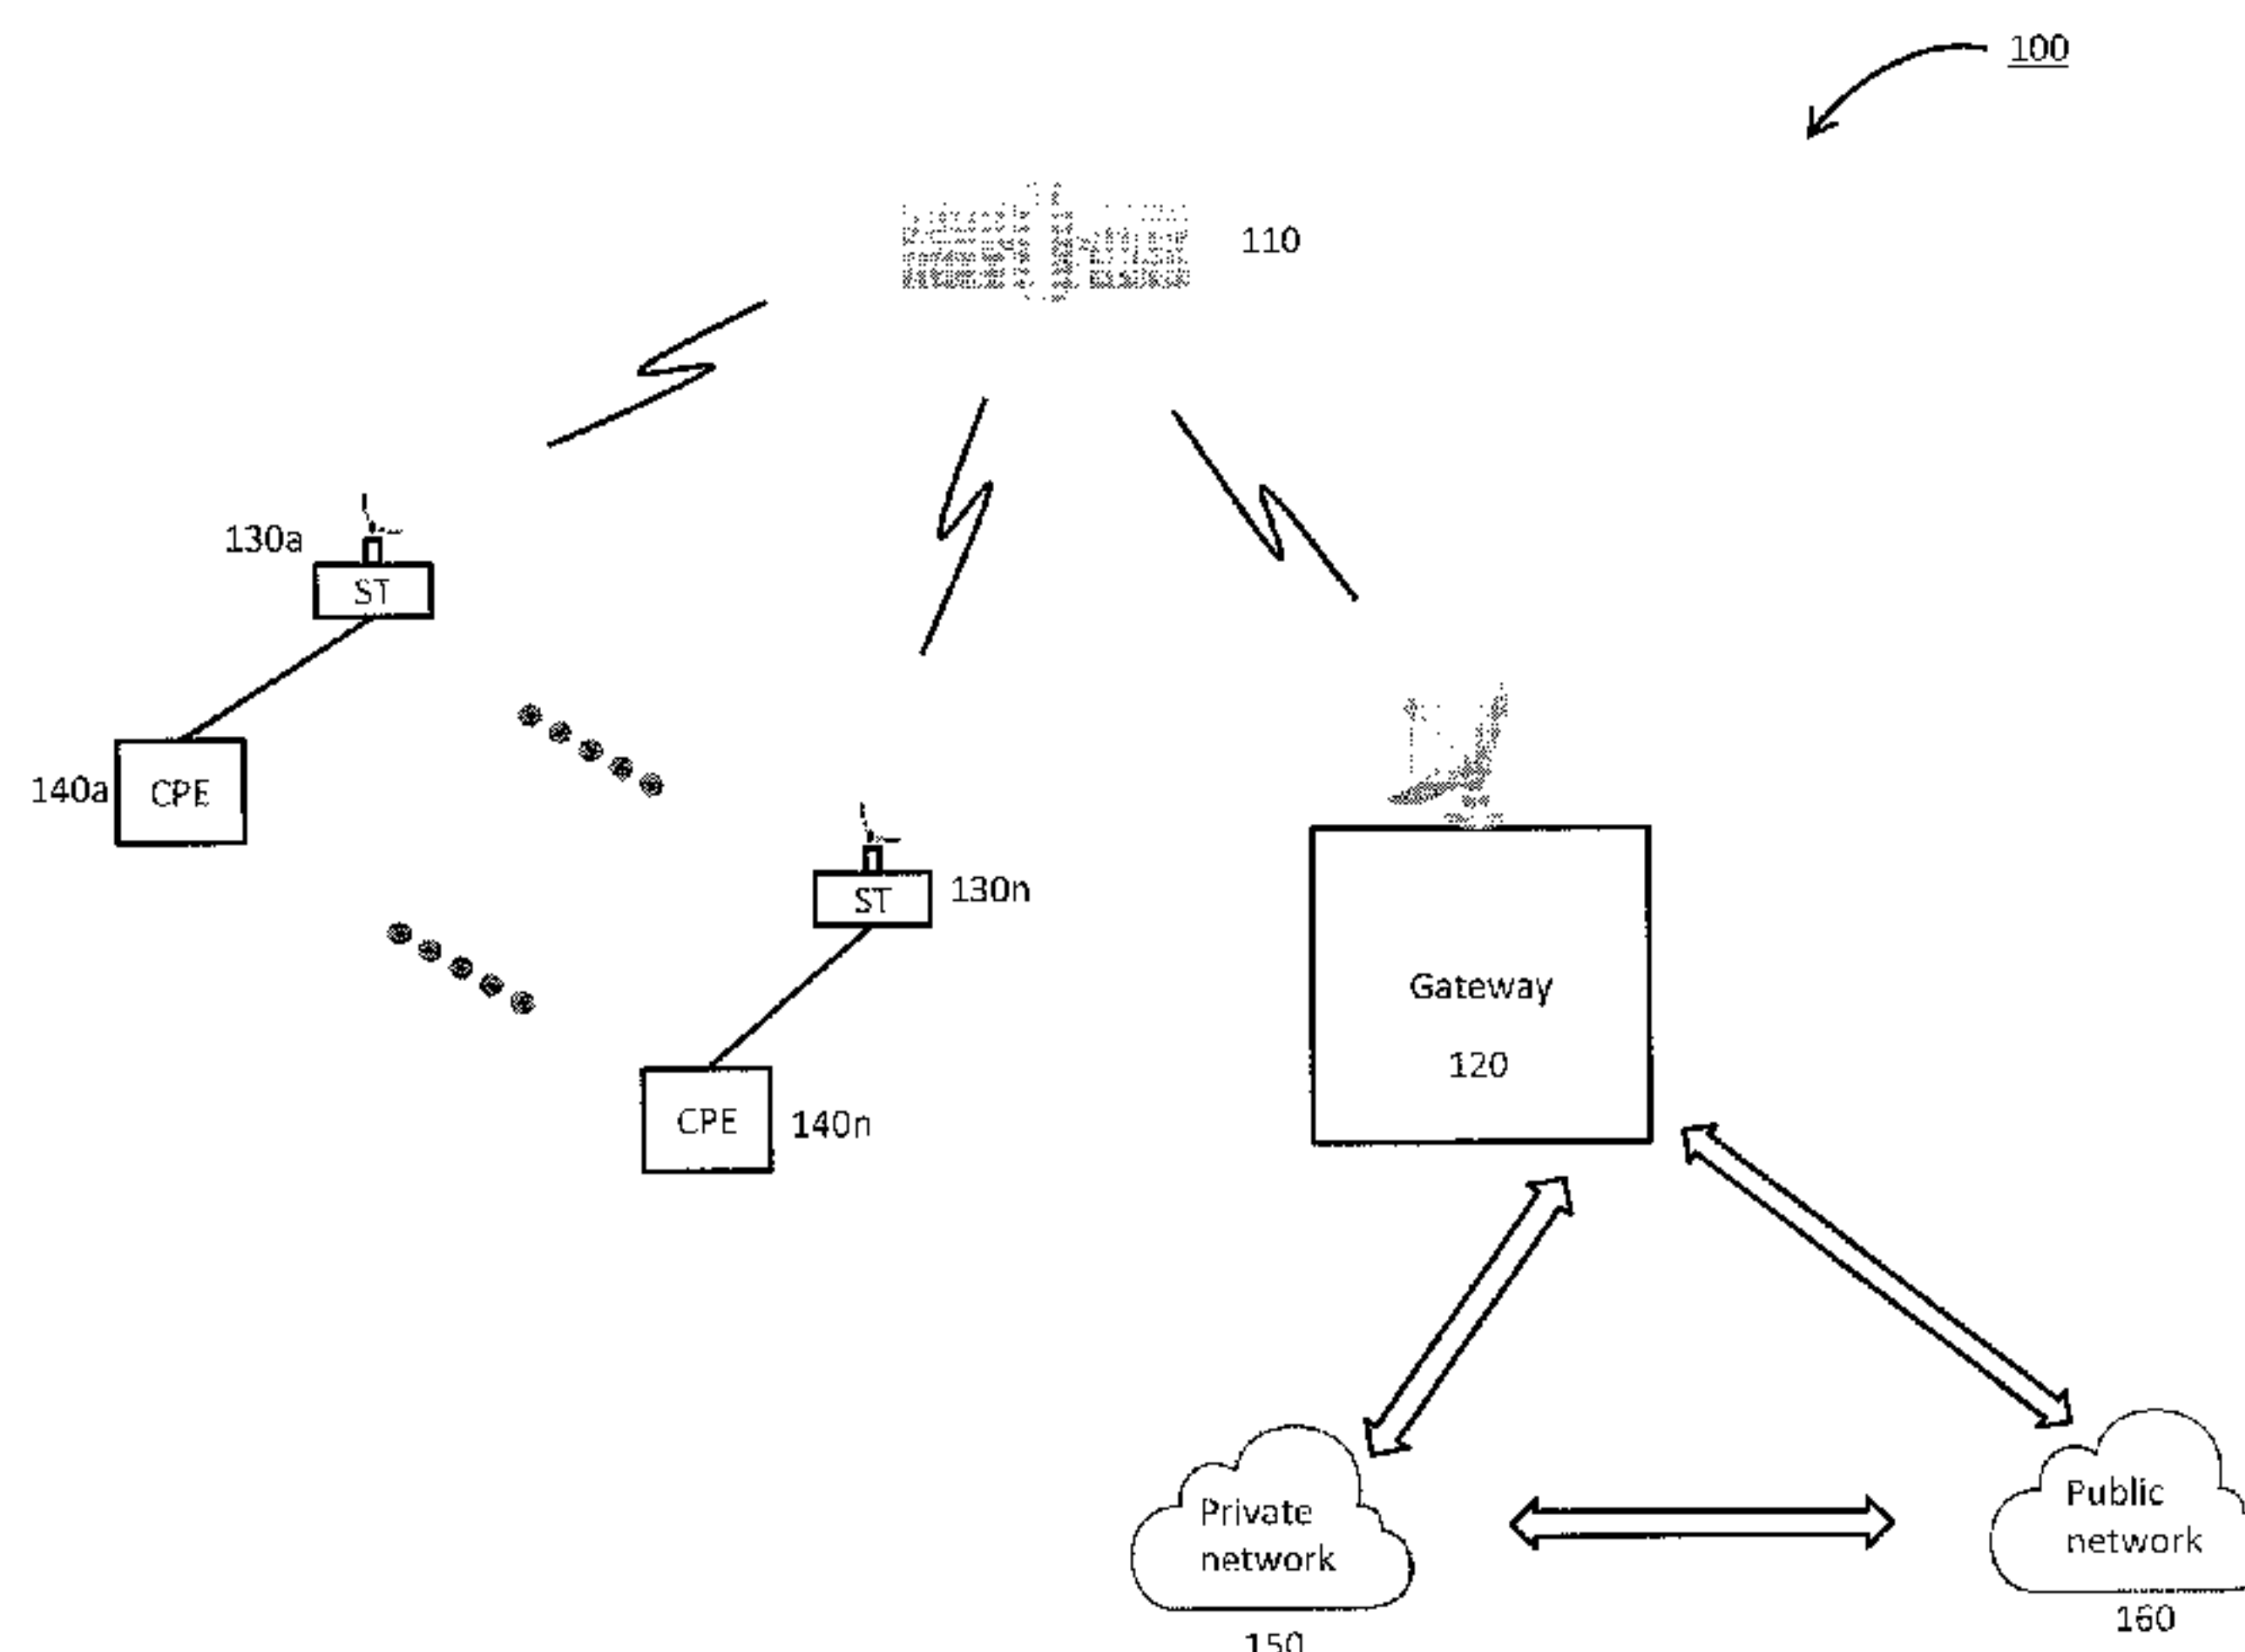 100
110
130a
ST
140a
CPE
ST
130n
CPE
140n
Gateway
120
Private
network
150
Public
network
160